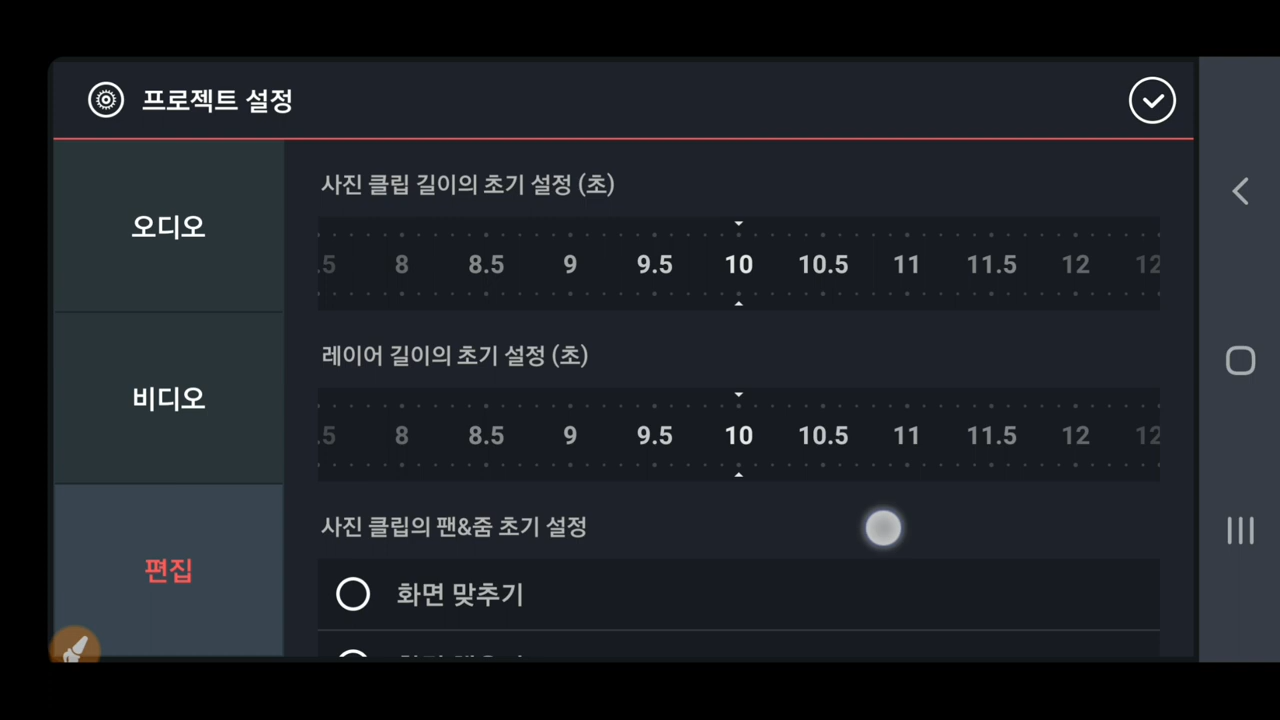 프로젝트 설정
오디오
비디오
편집
사진 클립 길이의 초기 설정 (초)
.5 8 8.5 9 9.5 10 10.5 11 11.5 12 12
레이어 길이의 초기 설정 (초)
.5 8 8.5 9 9.5 10 10.5 11 11.5 12 12
사진 클립의 팬&줌 초기 설정
화면 맞추기